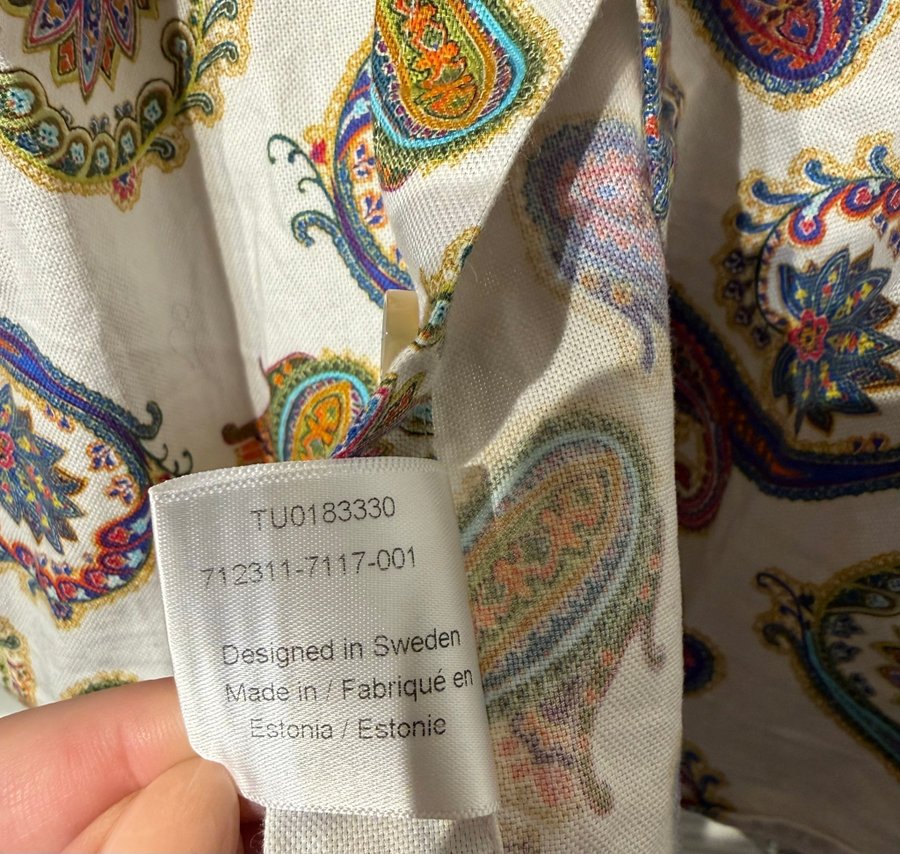 TU0183330
712311-7117-001
Designed in Sweden
Made in / Fabriqué en
Estonia / Estonie